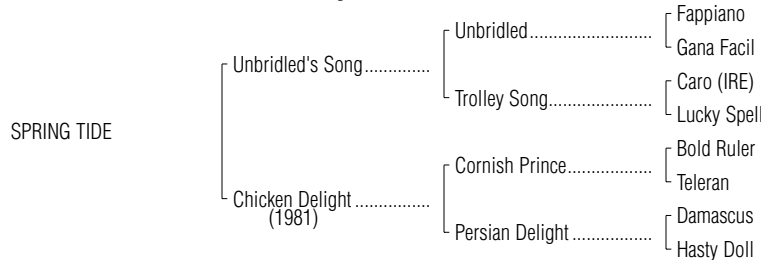 Fappiano
Unbridled..............................
Gana Facil
Unbridled's Song...............
Caro (IRE)
Trolley Song.........................
Lucky Spell
SPRING TIDE
Bold Ruler
Cornish Prince....................
Teleran
Chicken Delight .................
(1981)
Damascus
Persian Delight ...................
Hasty Doll